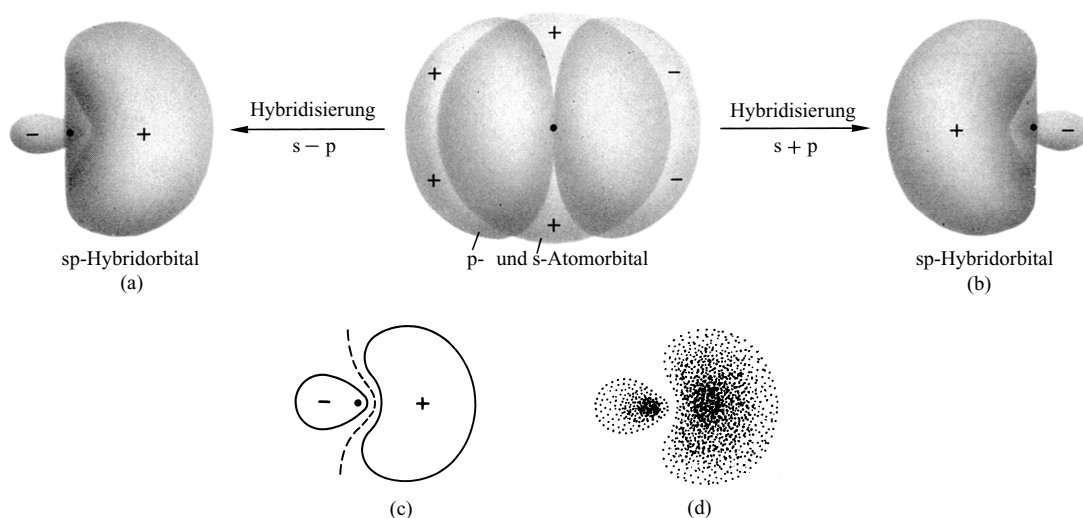 +
Hybridisierung
s − p
+
−
Hybridisierung
s + p
−
+
+
−
+
−
+
+
p- und s-Atomorbital
sp-Hybridorbital
(a)
sp-Hybridorbital
(b)
−
+
(c)
(d)